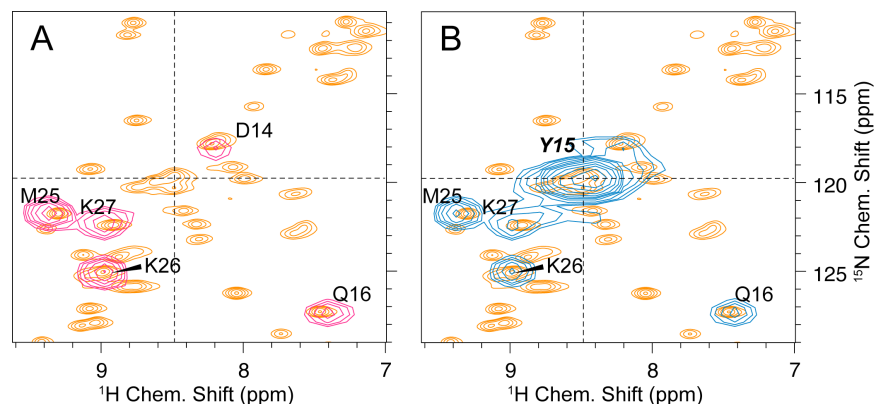 A
B
D14
Y15
M25
K27
K26
Q16
M25
K27
K26
Q16
115
120
125
¹⁵N Chem. Shift (ppm)
9
8
7
9
8
7
¹H Chem. Shift (ppm)
¹H Chem. Shift (ppm)